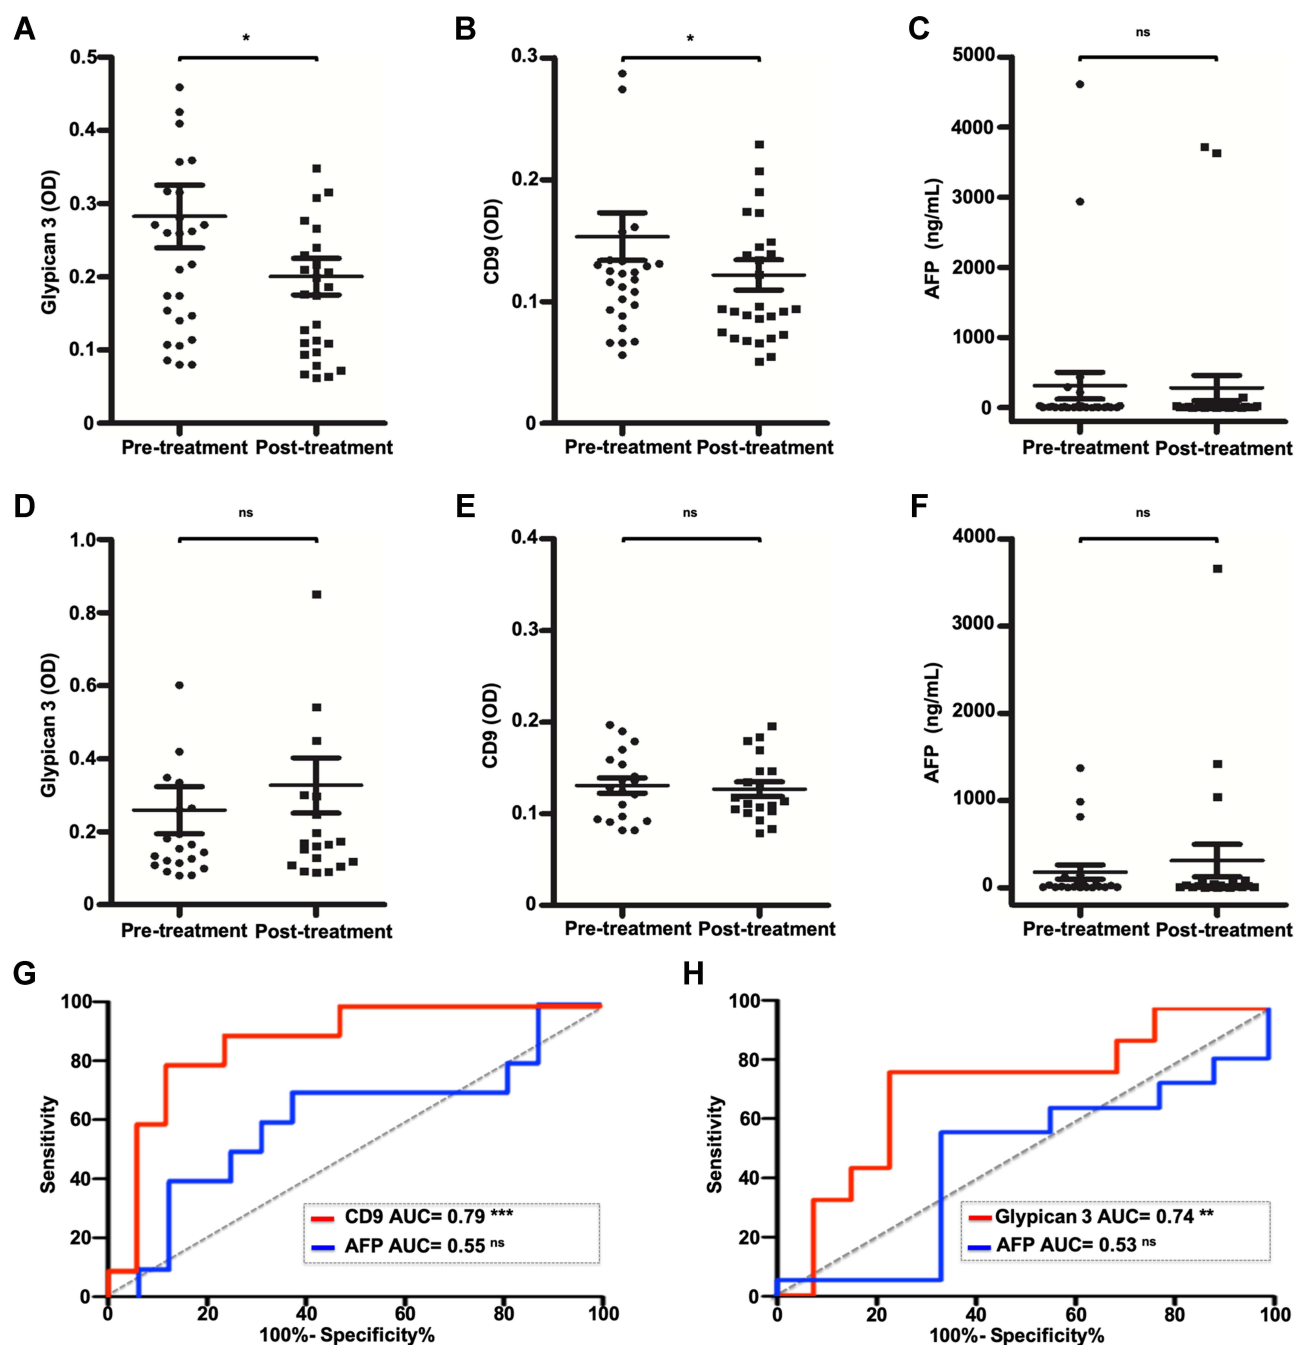 A
*
0.5
0.4
0.3
0.2
0.1
0
Glypican 3 (OD)
Pre-treatment Post-treatment
B
*
0.3
0.2
0.1
0
CD9 (OD)
Pre-treatment Post-treatment
C
ns
5000
4000
3000
2000
1000
0
AFP (ng/mL)
Pre-treatment Post-treatment
D
ns
1.0
0.8
0.6
0.4
0.2
0
Glypican 3 (OD)
Pre-treatment Post-treatment
E
ns
0.4
0.3
0.2
0.1
0
CD9 (OD)
Pre-treatment Post-treatment
F
ns
4000
3000
2000
1000
0
AFP (ng/mL)
Pre-treatment Post-treatment
G
100
80
60
40
20
0
Sensitivity
CD9 AUC= 0.79 ***
AFP AUC= 0.55 ns
0 20 40 60 80 100
100%- Specificity%
H
100
80
60
40
20
0
Sensitivity
Glypican 3 AUC= 0.74 **
AFP AUC= 0.53 ns
0 20 40 60 80 100
100%- Specificity%